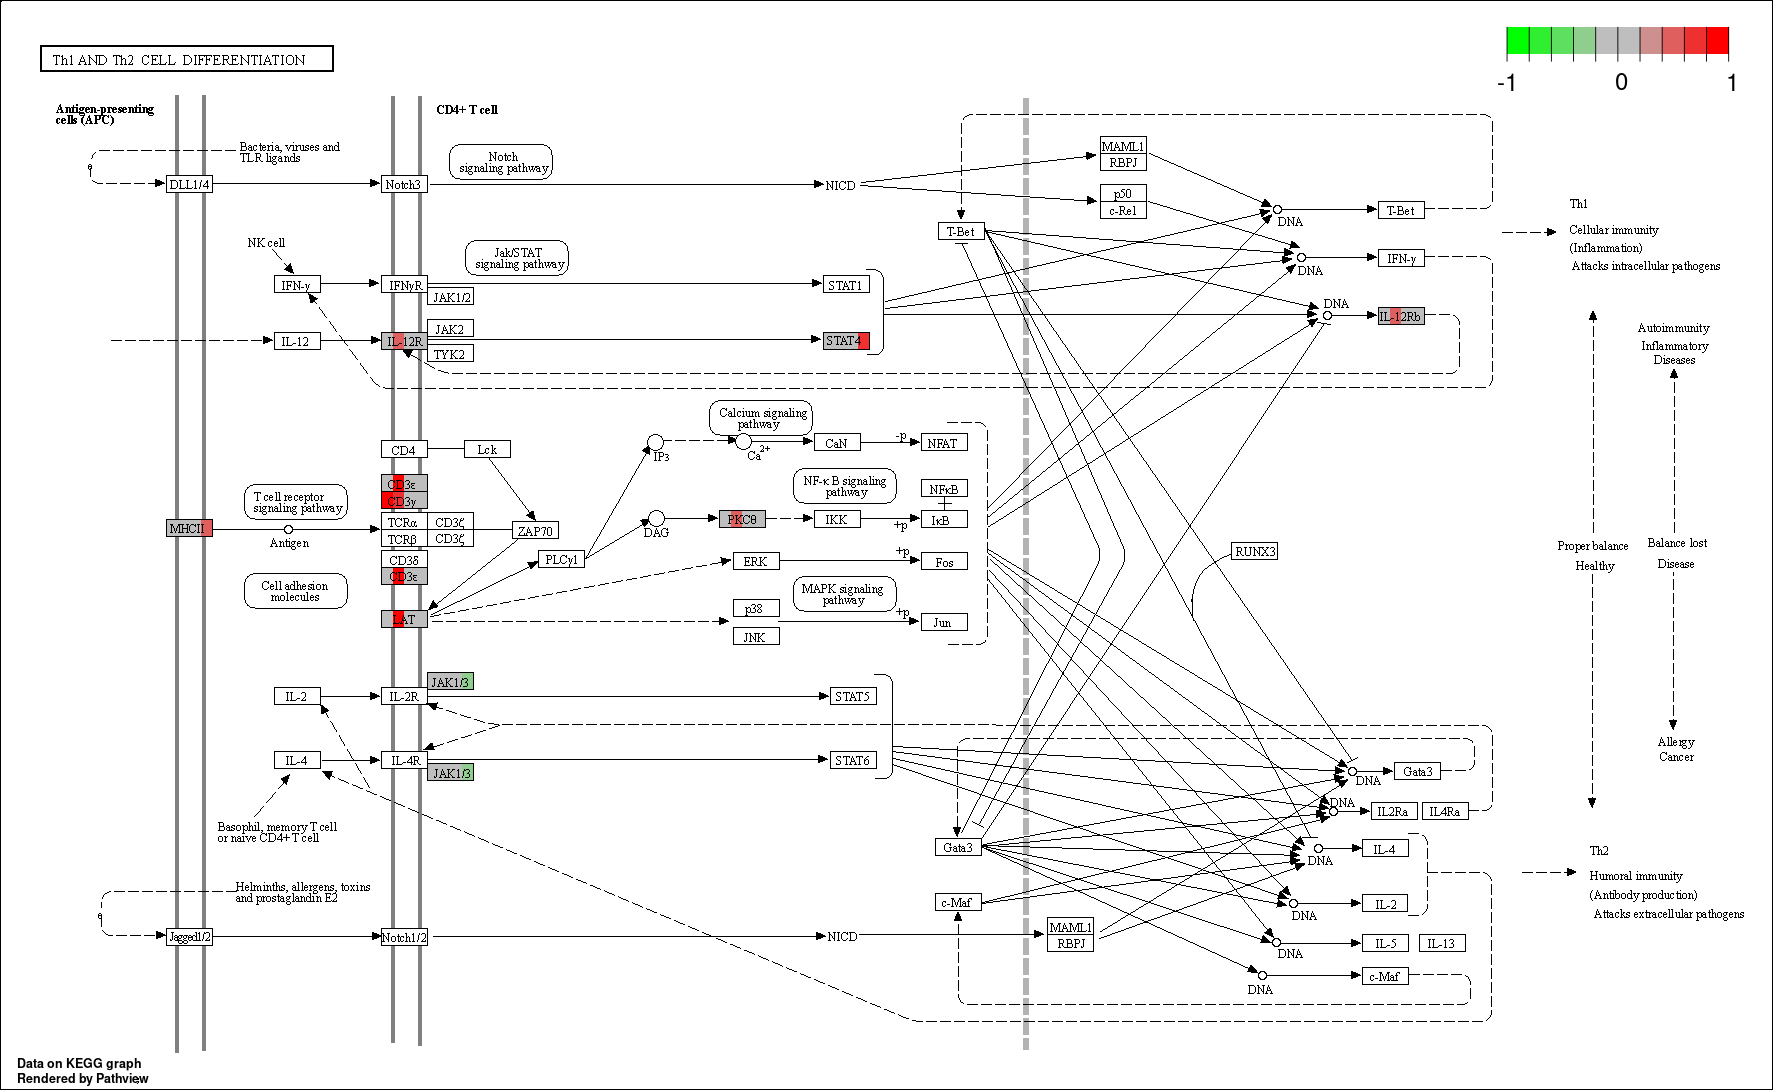 Th1 AND Th2 CELL DIFFERENTIATION
-1
0
1
Antigen-presenting
cells (APC)
CD4+ T cell
Bacteria, viruses and
TLR ligands
e
DLL1/4
Notch3
Notch
signaling pathway
NICD
MAML1
RBPJ
p50
c-Rel
DNA
T-Bet
T-Bet
Th1
Cellular immunity
(Inflammation)
Attacks intracellular pathogens
NK cell
IFN-γ
IFNγR
JAK1/2
Jak/STAT
signaling pathway
STAT1
DNA
IFN-γ
IL-12
IL-12R
JAK2
TYK2
STAT4
DNA
IL-12Rb
Autoimmunity
Inflammatory
Diseases
CD4
Lck
IP3
Calcium signaling
pathway
Ca2+
CaN
-p
NFAT
CD3ε
CD3γ
T cell receptor
signaling pathway
MHCII
Antigen
TCRα
CD3ζ
TCRβ
CD3ζ
ZAP70
DAG
PKCθ
NF-κB signaling
pathway
IKK
+p
NFκB
IκB
CD3δ
CD3ε
PLCγ1
ERK
+p
Fos
RUNX3
Proper balance
Healthy
Balance lost
Disease
Cell adhesion
molecules
LAT
p38
JNK
MAPK signaling
pathway
+p
Jun
IL-2
IL-2R
JAK1/3
STAT5
IL-4
IL-4R
JAK1/3
STAT6
DNA
Gata3
Allergy
Cancer
DNA
IL2Ra
IL4Ra
Basophil, memory T cell
or naive CD4+ T cell
Gata3
DNA
IL-4
Th2
Humoral immunity
(Antibody production)
Attacks extracellular pathogens
Helminths, allergens, toxins
and prostaglandin E2
e
c-Maf
DNA
IL-2
Jagged1/2
Notch1/2
NICD
MAML1
RBPJ
DNA
IL-5
IL-13
DNA
c-Maf
Data on KEGG graph
Rendered by Pathview